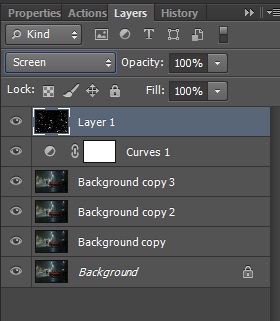 Properties Actions Layers History
Kind
Screen Opacity: 100%
Lock: Fill: 100%
Layer 1
Curves 1
Background copy 3
Background copy 2
Background copy
Background